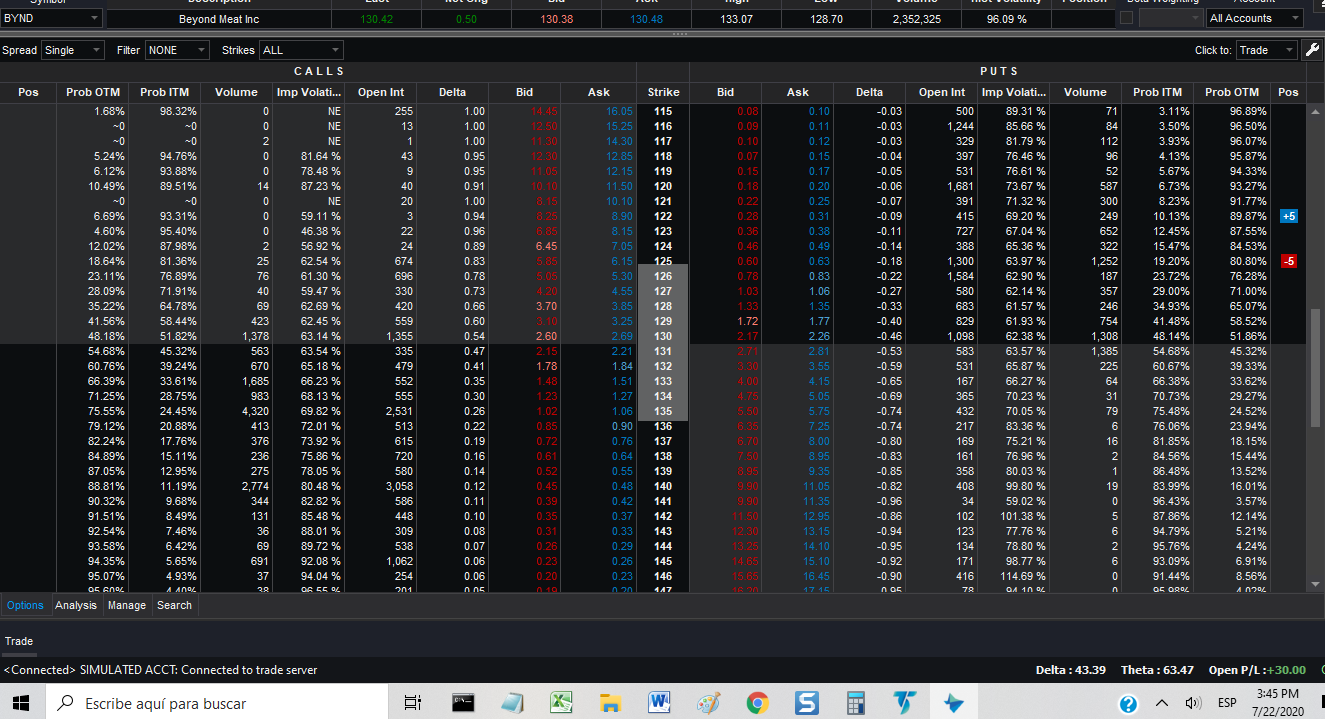 Symbol Description Last Net Chg Bid Ask High Low Volume Hist Volatility Position Beta Weighting Account
BYND Beyond Meat Inc 130.42 0.50 130.38 130.48 133.07 128.70 2,352,325 96.09 % All Accounts
Spread Single Filter NONE Strikes ALL Click to: Trade
CALLS PUTS
Pos Prob OTM Prob ITM Volume Imp Volati... Open Int Delta Bid Ask Strike Bid Ask Delta Open Int Imp Volati... Volume Prob ITM Prob OTM Pos
1.68% 98.32% 0 NE 255 1.00 14.45 16.05 115 0.08 0.10 -0.03 500 89.31 % 71 3.11% 96.89%
~0 ~0 0 NE 13 1.00 12.50 15.25 116 0.09 0.11 -0.03 1,244 85.66 % 84 3.50% 96.50%
~0 ~0 2 NE 1 1.00 11.30 14.30 117 0.10 0.12 -0.03 329 81.79 % 112 3.93% 96.07%
5.24% 94.76% 0 81.64 % 43 0.95 12.30 12.85 118 0.07 0.15 -0.04 397 76.46 % 96 4.13% 95.87%
6.12% 93.88% 0 78.48 % 9 0.95 11.05 12.15 119 0.15 0.17 -0.05 531 76.61 % 52 5.67% 94.33%
10.49% 89.51% 14 87.23 % 40 0.91 10.10 11.50 120 0.18 0.20 -0.06 1,681 73.67 % 587 6.73% 93.27%
~0 ~0 0 NE 20 1.00 8.15 10.10 121 0.22 0.25 -0.07 391 71.32 % 300 8.23% 91.77%
6.69% 93.31% 0 59.11 % 3 0.94 8.25 8.90 122 0.28 0.31 -0.09 415 69.20 % 249 10.13% 89.87% +5
4.60% 95.40% 0 46.38 % 22 0.96 6.85 8.15 123 0.36 0.38 -0.11 727 67.04 % 652 12.45% 87.55%
12.02% 87.98% 2 56.92 % 24 0.89 6.45 7.05 124 0.46 0.49 -0.14 388 65.36 % 322 15.47% 84.53%
18.64% 81.36% 25 62.54 % 674 0.83 5.85 6.15 125 0.60 0.63 -0.18 1,300 63.97 % 1,252 19.20% 80.80% -5
23.11% 76.89% 76 61.30 % 696 0.78 5.05 5.30 126 0.78 0.83 -0.22 1,584 62.90 % 187 23.72% 76.28%
28.09% 71.91% 40 59.47 % 330 0.73 4.20 4.55 127 1.03 1.06 -0.27 580 62.14 % 357 29.00% 71.00%
35.22% 64.78% 69 62.69 % 420 0.66 3.70 3.85 128 1.33 1.35 -0.33 683 61.57 % 246 34.93% 65.07%
41.56% 58.44% 423 62.45 % 559 0.60 3.10 3.25 129 1.72 1.77 -0.40 829 61.93 % 754 41.48% 58.52%
48.18% 51.82% 1,378 63.14 % 1,355 0.54 2.60 2.69 130 2.17 2.26 -0.46 1,098 62.38 % 1,308 48.14% 51.86%
54.68% 45.32% 563 63.54 % 335 0.47 2.15 2.21 131 2.71 2.81 -0.53 583 63.57 % 1,385 54.68% 45.32%
60.76% 39.24% 670 65.18 % 479 0.41 1.78 1.84 132 3.30 3.55 -0.59 531 65.87 % 225 60.67% 39.33%
66.39% 33.61% 1,685 66.23 % 552 0.35 1.48 1.51 133 4.00 4.15 -0.65 167 66.27 % 64 66.38% 33.62%
71.25% 28.75% 983 68.13 % 555 0.30 1.23 1.27 134 4.75 5.05 -0.69 365 70.23 % 31 70.73% 29.27%
75.55% 24.45% 4,320 69.82 % 2,531 0.26 1.02 1.06 135 5.50 5.75 -0.74 432 70.05 % 79 75.48% 24.52%
79.12% 20.88% 413 72.01 % 513 0.22 0.85 0.90 136 6.35 7.25 -0.74 217 83.36 % 6 76.06% 23.94%
82.24% 17.76% 376 73.92 % 615 0.19 0.72 0.76 137 6.70 8.00 -0.80 169 75.21 % 16 81.85% 18.15%
84.89% 15.11% 236 75.86 % 720 0.16 0.61 0.64 138 7.50 8.95 -0.83 161 76.96 % 2 84.56% 15.44%
87.05% 12.95% 275 78.05 % 580 0.14 0.52 0.55 139 8.95 9.35 -0.85 358 80.03 % 1 86.48% 13.52%
88.81% 11.19% 2,774 80.48 % 3,058 0.12 0.45 0.48 140 9.90 11.05 -0.82 408 99.80 % 19 83.99% 16.01%
90.32% 9.68% 344 82.82 % 586 0.11 0.39 0.42 141 9.90 11.35 -0.96 34 59.02 % 0 96.43% 3.57%
91.51% 8.49% 131 85.48 % 448 0.10 0.35 0.37 142 11.50 12.95 -0.86 102 101.38 % 5 87.86% 12.14%
92.54% 7.46% 36 88.01 % 309 0.08 0.31 0.33 143 12.30 13.15 -0.94 123 77.76 % 6 94.79% 5.21%
93.58% 6.42% 69 89.72 % 538 0.07 0.26 0.29 144 13.25 14.10 -0.95 134 78.80 % 2 95.76% 4.24%
94.35% 5.65% 691 92.08 % 1,062 0.06 0.23 0.26 145 14.65 15.10 -0.92 171 98.77 % 6 93.09% 6.91%
95.07% 4.93% 37 94.04 % 254 0.06 0.20 0.23 146 15.65 16.45 -0.90 416 114.69 % 0 91.44% 8.56%
95.60% 4.40% 38 96.55 % 201 0.05 0.19 0.20 147 16.20 17.15 -0.95 78 94.10 % 0 95.98% 4.02%
Options Analysis Manage Search
Trade
<Connected> SIMULATED ACCT: Connected to trade server Delta : 43.39 Theta : 63.47 Open P/L :+30.00
Escribe aquí para buscar ESP 3:45 PM
7/22/2020